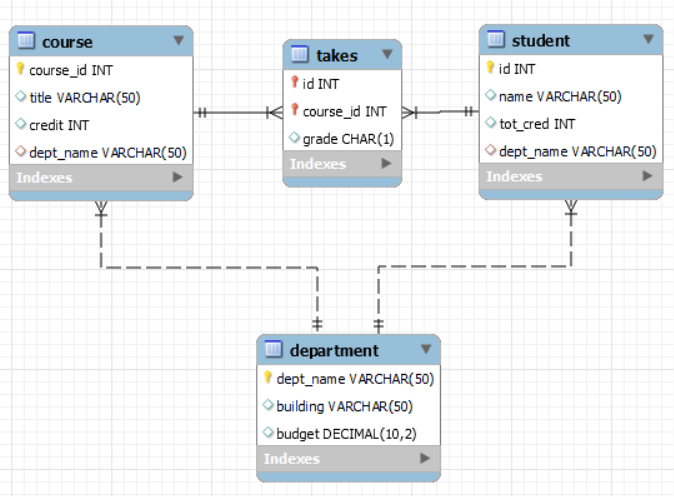 course
course_id INT
title VARCHAR(50)
credit INT
dept_name VARCHAR(50)
Indexes
takes
id INT
course_id INT
grade CHAR(1)
Indexes
student
id INT
name VARCHAR(50)
tot_cred INT
dept_name VARCHAR(50)
Indexes
department
dept_name VARCHAR(50)
building VARCHAR(50)
budget DECIMAL(10,2)
Indexes